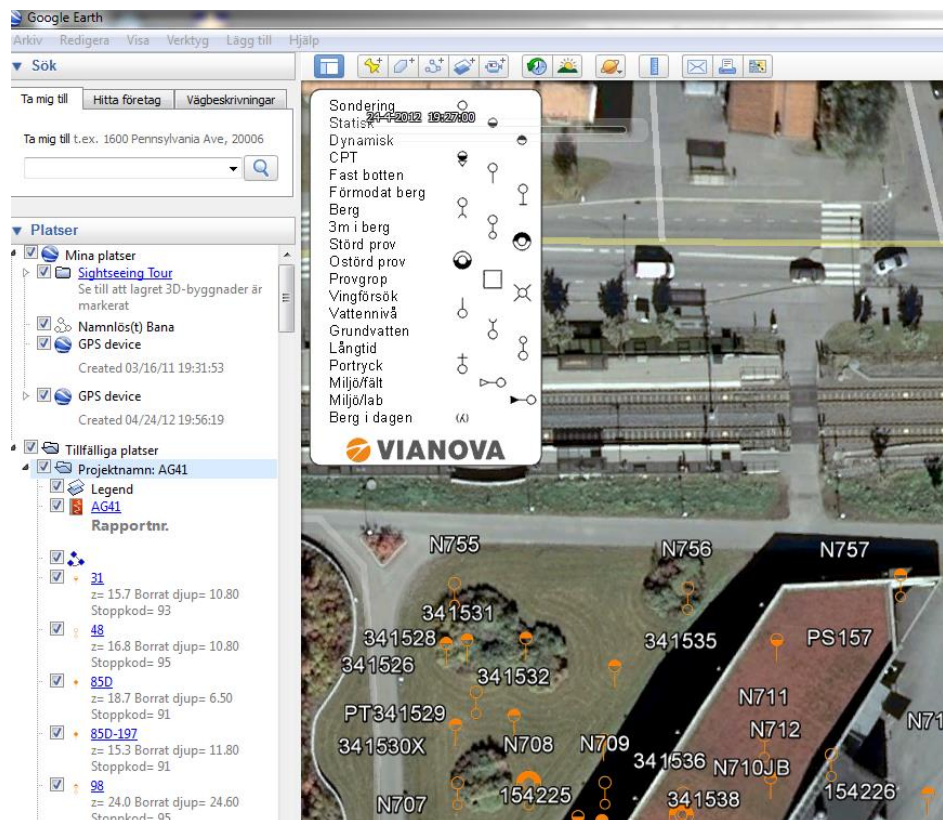 Google Earth
Arkiv Redigera Visa Verktyg Lägg till Hjälp
Sök
Ta mig till Hitta företag Vägbeskrivningar
Ta mig till t.ex. 1600 Pennsylvania Ave, 20006
Platser
Mina platser
Sightseeing Tour
Se till att lagret 3D-byggnader är
markerat
Namnlös(t) Bana
GPS device
Created 03/16/11 19:31:53
GPS device
Created 04/24/12 19:56:19
Tillfälliga platser
Projektnamn: AG41
Legend
AG41
Rapportnr.
31
z= 15.7 Borrat djup= 10.80
Stoppkod= 93
48
z= 16.8 Borrat djup= 10.80
Stoppkod= 95
85D
z= 18.7 Borrat djup= 6.50
Stoppkod= 91
85D-197
z= 15.3 Borrat djup= 11.80
Stoppkod= 91
98
z= 24.0 Borrat djup= 24.60
Stoppkod= 95
Sondering
24-4-2012 19:27:00
Statisk
Dynamisk
CPT
Fast botten
Förmodat berg
Berg
3m i berg
Störd prov
Ostörd prov
Provgrop
Vingförsök
Vattennivå
Grundvatten
Långtid
Portryck
Miljö/fält
Miljö/lab
Berg i dagen
VIANOVA
N755
N756
N757
341531
341528
341535
PS157
341526
341532
N711
PT341529
N712
N71
341530X
N708
N709
341536
N710JB
154225
154226
N707
341538